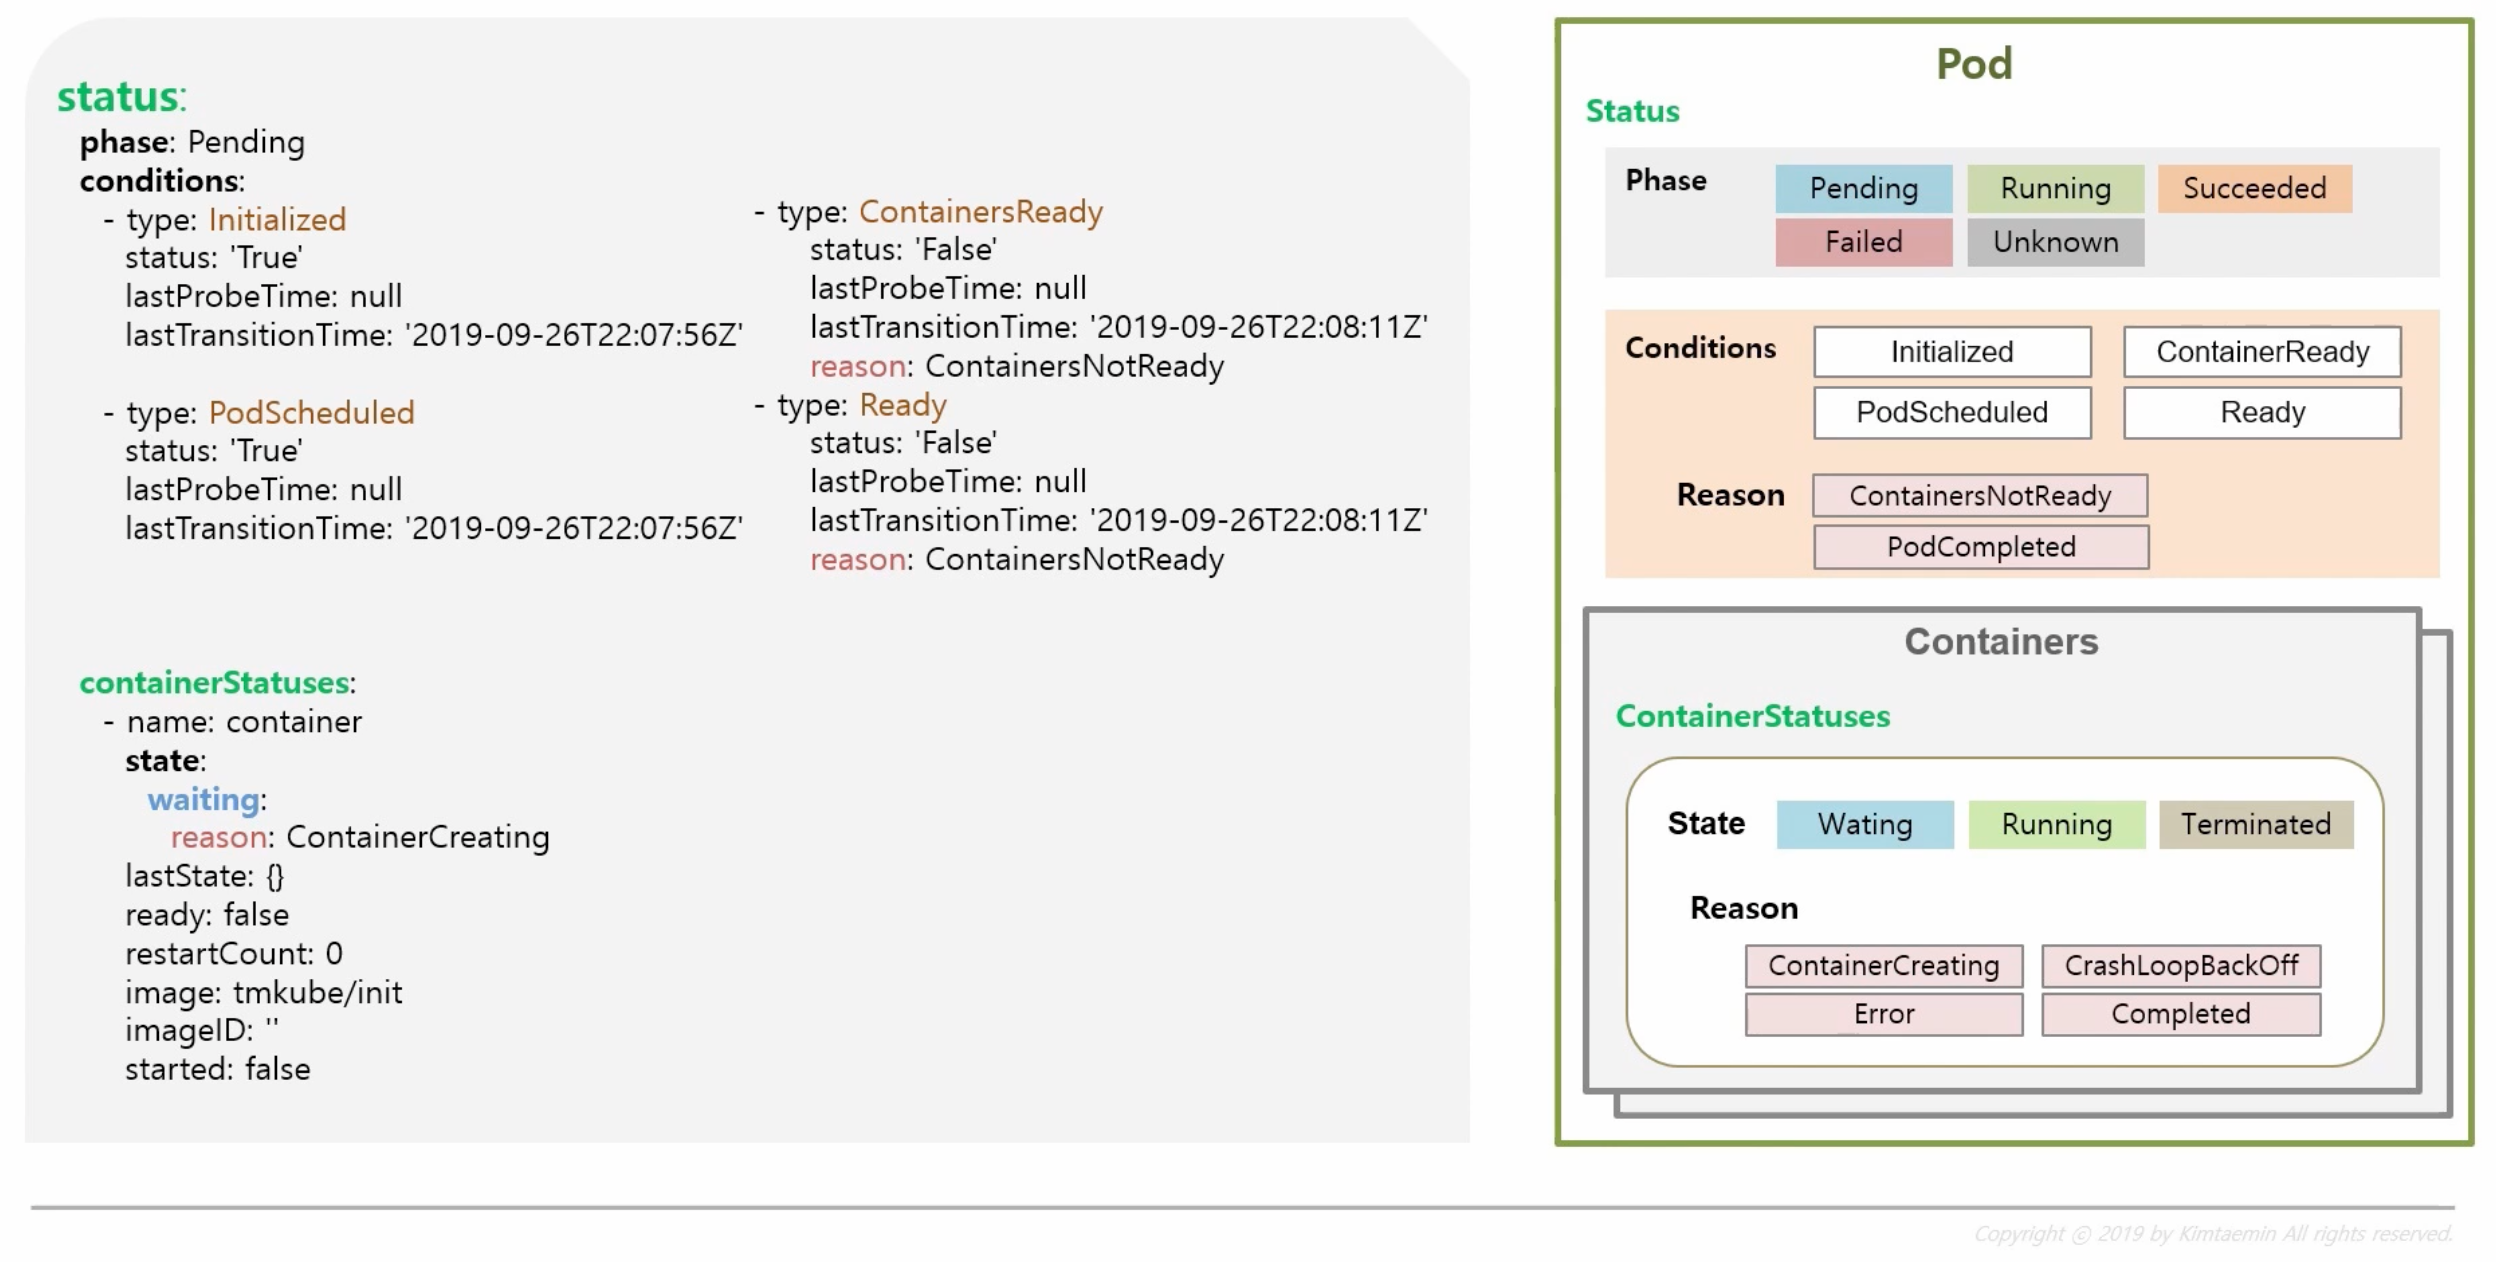 status:
phase: Pending
conditions:
- type: Initialized
status: 'True'
lastProbeTime: null
lastTransitionTime: '2019-09-26T22:07:56Z'
- type: PodScheduled
status: 'True'
lastProbeTime: null
lastTransitionTime: '2019-09-26T22:07:56Z'
- type: ContainersReady
status: 'False'
lastProbeTime: null
lastTransitionTime: '2019-09-26T22:08:11Z'
reason: ContainersNotReady
- type: Ready
status: 'False'
lastProbeTime: null
lastTransitionTime: '2019-09-26T22:08:11Z'
reason: ContainersNotReady
containerStatuses:
- name: container
state:
waiting:
reason: ContainerCreating
lastState: {}
ready: false
restartCount: 0
image: tmkube/init
imageID: ''
started: false
Pod
Status
Phase Pending Running Succeeded
Failed Unknown
Conditions Initialized ContainerReady
PodScheduled Ready
Reason ContainersNotReady
PodCompleted
Containers
ContainerStatuses
State Wating Running Terminated
Reason
ContainerCreating CrashLoopBackOff
Error Completed
Copyright ⓒ 2019 by Kimtaemin All rights reserved.